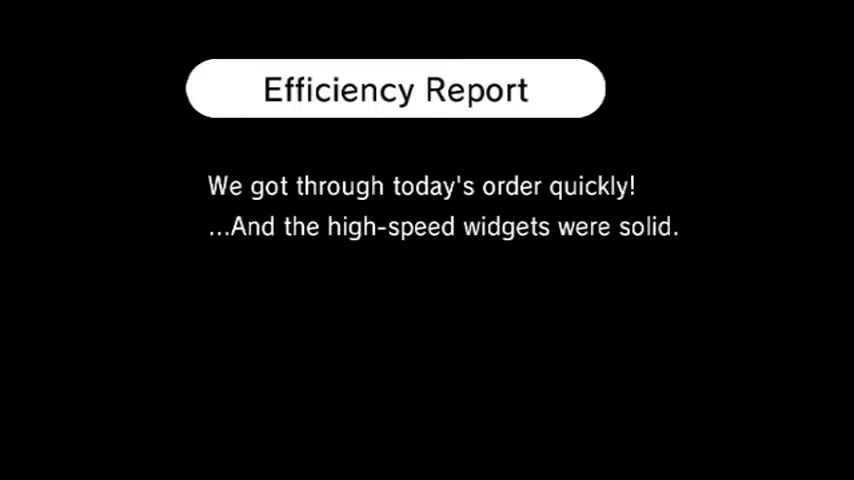 Efficiency Report
We got through today's order quickly!
...And the high-speed widgets were solid.